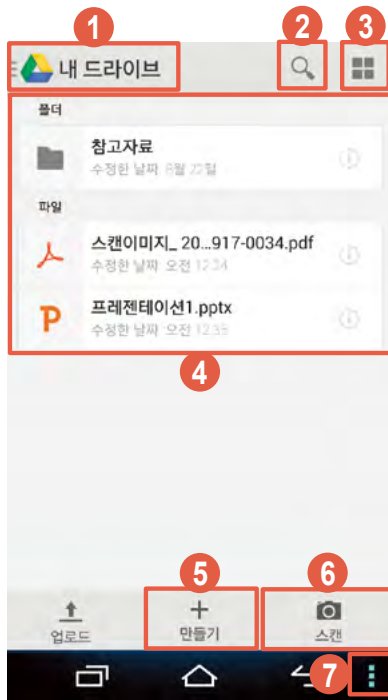 1
2
3
내 드라이브
폴더
참고자료
수정한 날짜: 8월 22일
파일
스캔이미지_ 20...917-0034.pdf
수정한 날짜: 오전 12:34
P 프레젠테이션1.pptx
수정한 날짜: 오전 12:33
4
5
6
업로드
만들기
스캔
7